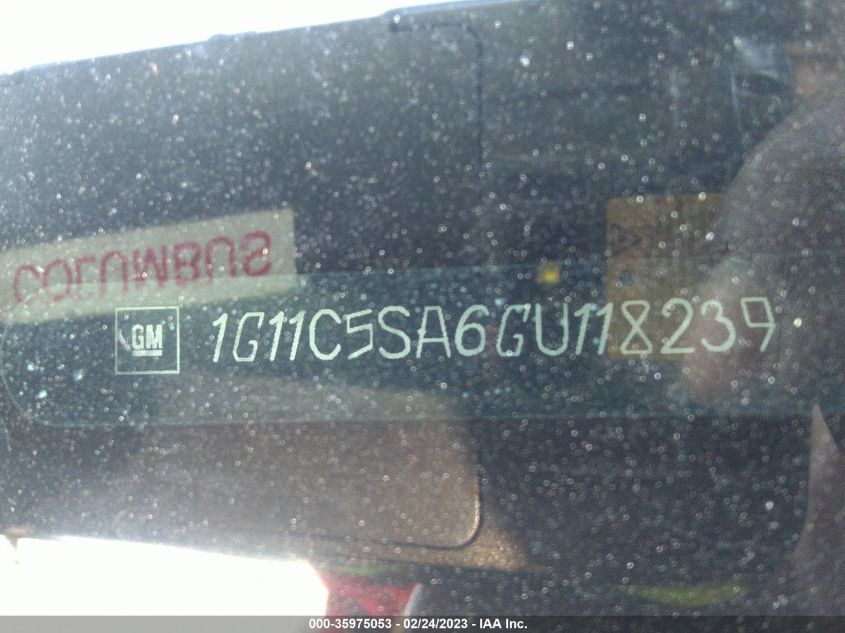 COLUMBUS
GM 1G11C5SA6GU118239
000-35975053 - 02/24/2023 - IAA Inc.